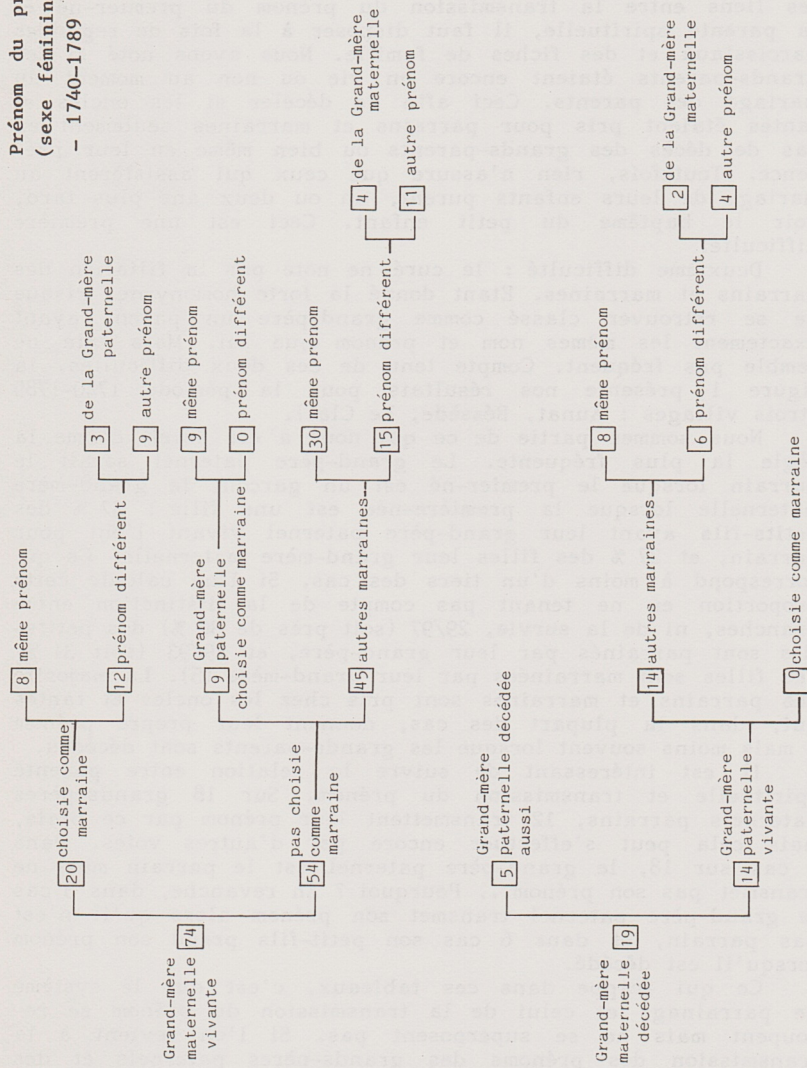 Prénom du
(sexe féminin
- 1740-1789
Grand-mère
maternelle 74
vivante
20 choisie comme
marraine
8 même prénom
12 prénom différent
3 de la Grand-mère
paternelle
9 autre prénom
pas choisie
54 comme
marraine
Grand-mère
9 paternelle
choisie comme marraine
9 même prénom
0 prénom différent
45 autres marraines
30 même prénom
15 prénom différent
4 de la Grand-mère
maternelle
11 autre prénom
Grand-mère
maternelle 19
décédée
Grand-mère
5 paternelle décédée
aussi
Grand-mère
14 paternelle
vivante
14 autres marraines
8 même prénom
6 prénom différent
2 de la Grand-mère
maternelle
4 autre prénom
0 choisie comme marraine